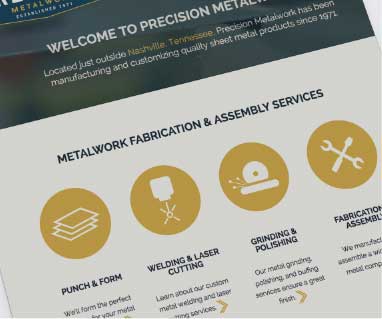 METALWORK
ESTABLISHED 1971
WELCOME TO PRECISION METALW
Located just outside Nashville, Tennessee, Precision Metalwork has been
manufacturing and customizing quality sheet metal products since 1971.
METALWORK FABRICATION & ASSEMBLY SERVICES
PUNCH & FORM
We'll form the perfect
for your metal
WELDING & LASER
CUTTING
Learn about our custom
metal welding and laser
services
GRINDING &
POLISHING
Our metal grinding,
polishing, and buffing
services ensure a great
finish.
FABRICATION
ASSEMBL
We manufact
assemble a wi
metal comp